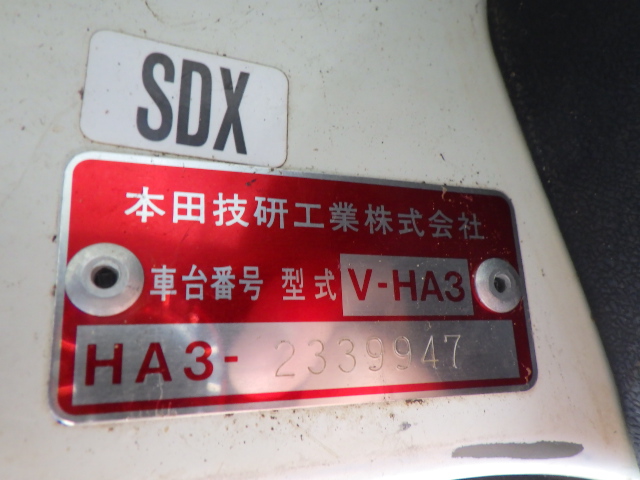 SDX
本田技研工業株式会社
車台番号 型式 V-HA3
HA3- 2339947